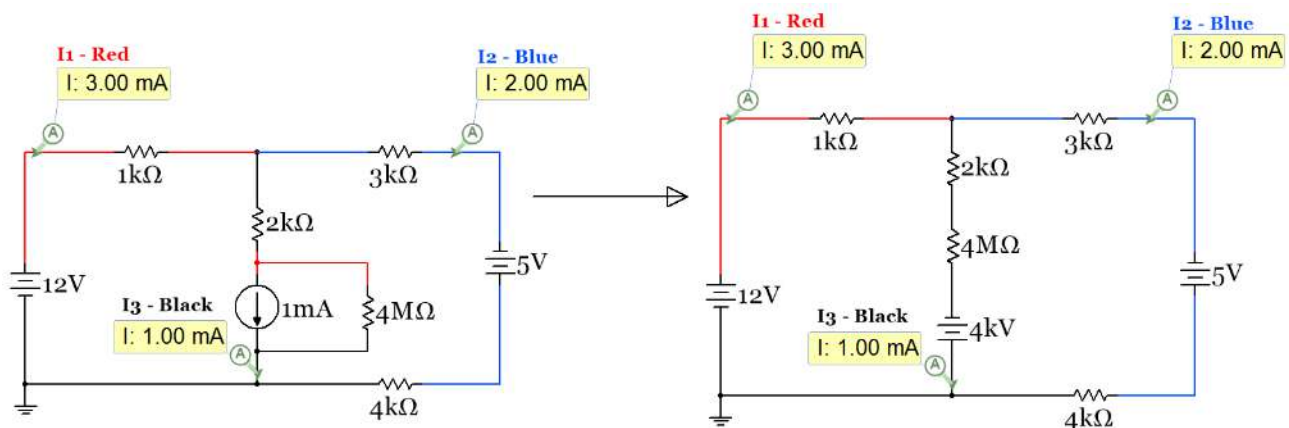 I1 - Red
I: 3.00 mA
I2 - Blue
I: 2.00 mA
A
A
1kΩ
3kΩ
2kΩ
12V
5V
1mA
4MΩ
I3 - Black
I: 1.00 mA
A
4kΩ
I1 - Red
I: 3.00 mA
I2 - Blue
I: 2.00 mA
A
A
1kΩ
3kΩ
2kΩ
4MΩ
12V
5V
I3 - Black
4kV
I: 1.00 mA
A
4kΩ